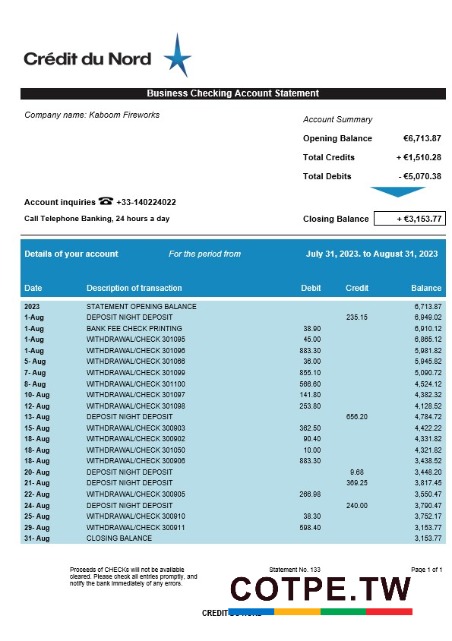 Crédit du Nord
Business Checking Account Statement
Company name: Kaboom Fireworks
Account Summary
Opening Balance €6,713.87
Total Credits + €1,510.28
Total Debits - €5,070.38
Account inquiries ☎ +33-140224022
Call Telephone Banking, 24 hours a day
Closing Balance + €3,153.77
Details of your account For the period from July 31, 2023. to August 31, 2023
Date Description of transaction Debit Credit Balance
2023 STATEMENT OPENING BALANCE 6,713.87
1-Aug DEPOSIT NIGHT DEPOSIT 235.15 6,949.02
1-Aug BANK FEE CHECK PRINTING 38.90 6,910.12
1-Aug WITHDRAWAL/CHECK 301095 45.00 6,865.12
1-Aug WITHDRAWAL/CHECK 301096 883.30 5,981.82
5- Aug WITHDRAWAL/CHECK 301066 36.00 5,945.82
7- Aug WITHDRAWAL/CHECK 301099 855.10 5,090.72
8- Aug WITHDRAWAL/CHECK 301100 566.60 4,524.12
10- Aug WITHDRAWAL/CHECK 301097 141.80 4,382.32
12- Aug WITHDRAWAL/CHECK 301098 253.80 4,128.52
13- Aug DEPOSIT NIGHT DEPOSIT 656.20 4,784.72
15- Aug WITHDRAWAL/CHECK 300903 362.50 4,422.22
18- Aug WITHDRAWAL/CHECK 300902 90.40 4,331.82
18- Aug WITHDRAWAL/CHECK 301050 10.00 4,321.82
18- Aug WITHDRAWAL/CHECK 300906 883.30 3,438.52
20- Aug DEPOSIT NIGHT DEPOSIT 9.68 3,448.20
21- Aug DEPOSIT NIGHT DEPOSIT 369.25 3,817.45
22- Aug WITHDRAWAL/CHECK 300905 266.98 3,550.47
24- Aug DEPOSIT NIGHT DEPOSIT 240.00 3,790.47
25- Aug WITHDRAWAL/CHECK 300910 38.30 3,752.17
29- Aug WITHDRAWAL/CHECK 300911 598.40 3,153.77
31- Aug CLOSING BALANCE 3,153.77
Proceeds of CHECKs will not be available
cleared. Please check all entries promptly, and
notify the bank immediately of any errors.
Statement No. 133 Page 1 of 1
COTPE.TW